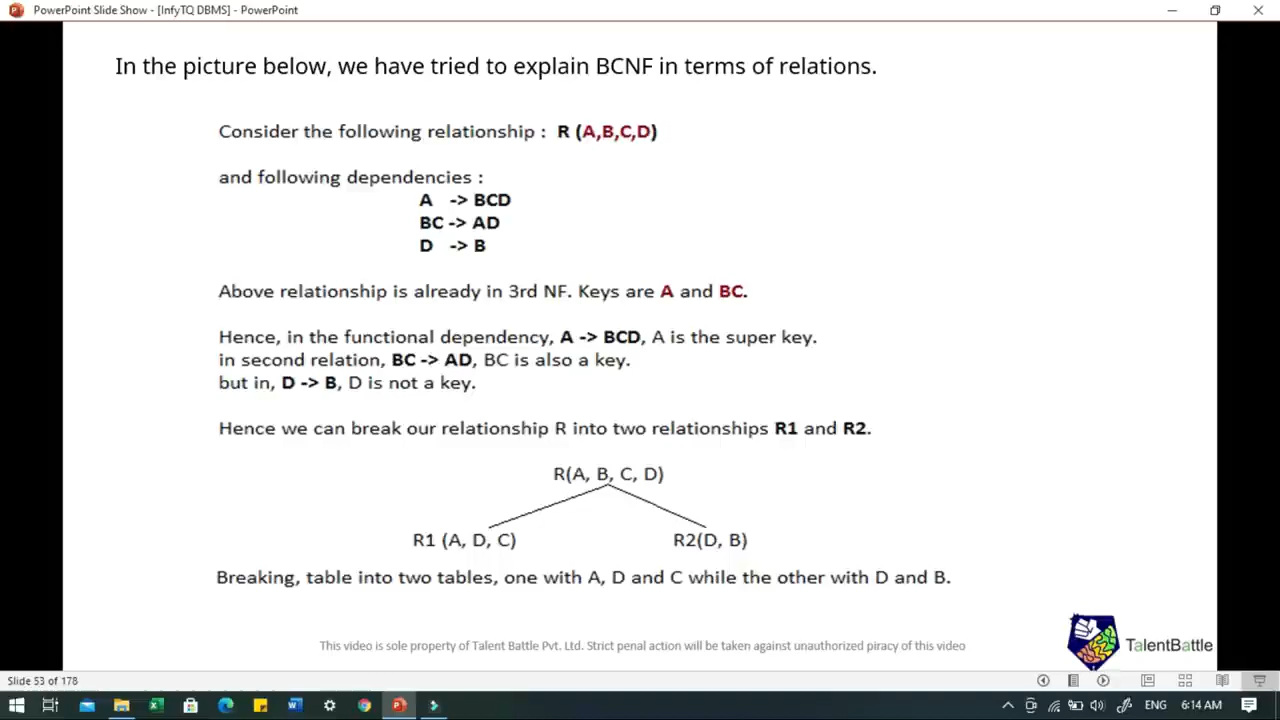 PowerPoint Slide Show - [InfyTQ DBMS] - PowerPoint
In the picture below, we have tried to explain BCNF in terms of relations.
Consider the following relationship : R (A,B,C,D)
and following dependencies :
A -> BCD
BC -> AD
D -> B
Above relationship is already in 3rd NF. Keys are A and BC.
Hence, in the functional dependency, A -> BCD, A is the super key.
in second relation, BC -> AD, BC is also a key.
but in, D -> B, D is not a key.
Hence we can break our relationship R into two relationships R1 and R2.
R(A, B, C, D)
R1 (A, D, C) R2(D, B)
Breaking, table into two tables, one with A, D and C while the other with D and B.
This video is sole property of Talent Battle Pvt. Ltd. Strict penal action will be taken against unauthorized piracy of this video
TalentBattle
Slide 53 of 178
ENG 6:14 AM